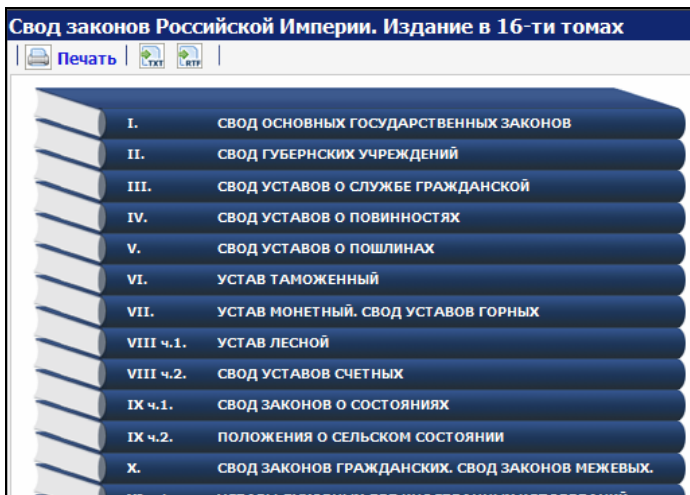 Свод законов Российской Империи. Издание в 16-ти томах
Печать TXT RTF
I. СВОД ОСНОВНЫХ ГОСУДАРСТВЕННЫХ ЗАКОНОВ
II. СВОД ГУБЕРНСКИХ УЧРЕЖДЕНИЙ
III. СВОД УСТАВОВ О СЛУЖБЕ ГРАЖДАНСКОЙ
IV. СВОД УСТАВОВ О ПОВИННОСТЯХ
V. СВОД УСТАВОВ О ПОШЛИНАХ
VI. УСТАВ ТАМОЖЕННЫЙ
VII. УСТАВ МОНЕТНЫЙ. СВОД УСТАВОВ ГОРНЫХ
VIII ч.1. УСТАВ ЛЕСНОЙ
VIII ч.2. СВОД УСТАВОВ СЧЕТНЫХ
IX ч.1. СВОД ЗАКОНОВ О СОСТОЯНИЯХ
IX ч.2. ПОЛОЖЕНИЯ О СЕЛЬСКОМ СОСТОЯНИИ
X. СВОД ЗАКОНОВ ГРАЖДАНСКИХ. СВОД ЗАКОНОВ МЕЖЕВЫХ.